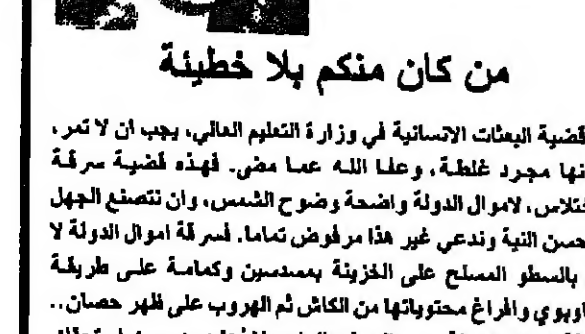 من كان منكم بلا خطيئة
قضية البعثات الانسانية في وزارة التعليم العالي، يجب ان لا تمر،
نها مجرد غلطة، وعفا الله عما مضى. فهذه قضية سرقة
ختلاس، لاموال الدولة واضحة وضوح الشمس، وان نتصنع الجهل
حسن النية وندعي غير هذا مرفوض تماما. فسرقة اموال الدولة لا
بالسطو المسلح على الخزينة بمسدسين وكمامة على طريقة
اوبوي وافراغ محتوياتها من الكاش ثم الهروب على ظهر حصان..